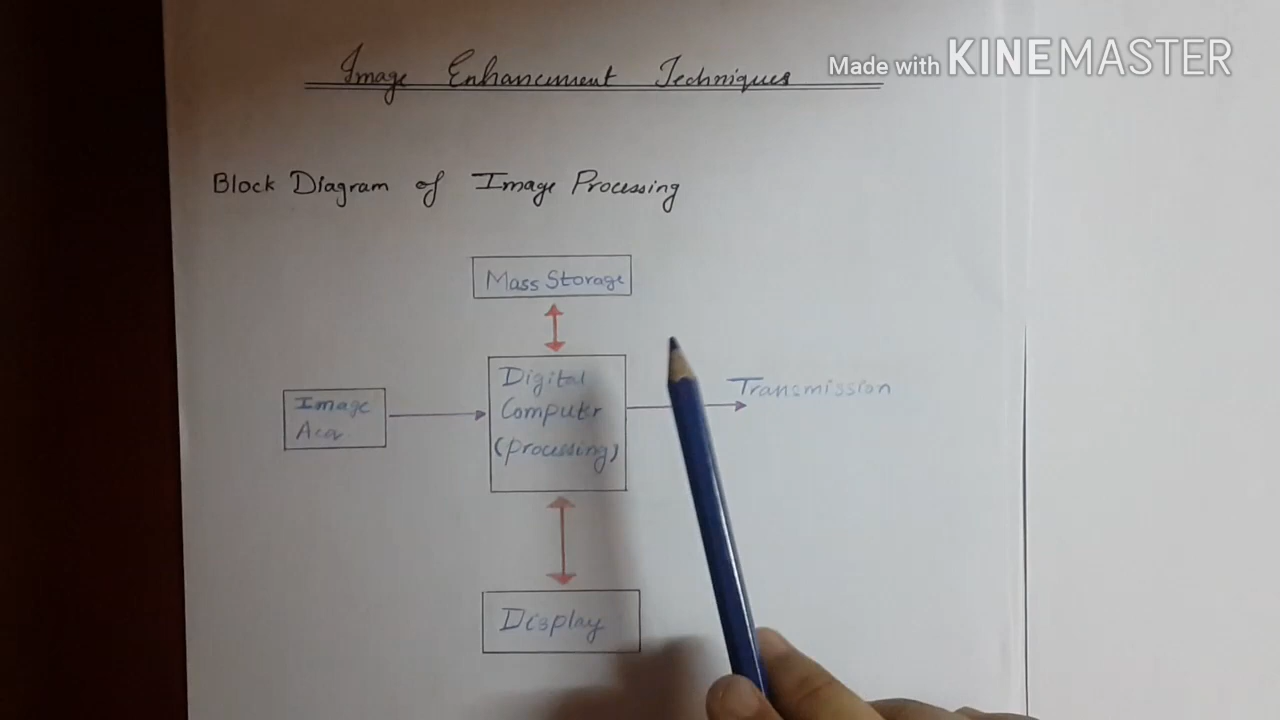 Image Enhancement Techniques
Made with KINEMASTER
Block Diagram of Image Processing
Mass Storage
Digital
Computer
(processing)
Image
Acq
Transmission
Display